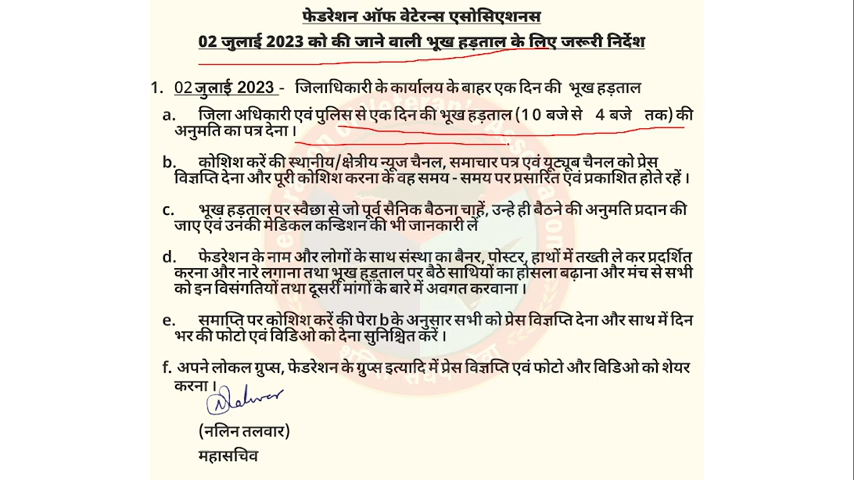 फेडरेशन ऑफ वेटेरन्स एसोसिएशनस
02 जुलाई 2023 को की जाने वाली भूख हड़ताल के लिए जरूरी निर्देश
1. 02 जुलाई 2023 - जिलाधिकारी के कार्यालय के बाहर एक दिन की भूख हड़ताल
a. जिला अधिकारी एवं पुलिस से एक दिन की भूख हड़ताल (10 बजे से 4 बजे तक) की
अनुमति का पत्र देना ।
b. कोशिश करें की स्थानीय/क्षेत्रीय न्यूज चैनल, समाचार पत्र एवं यूट्यूब चैनल को प्रेस
विज्ञप्ति देना और पूरी कोशिश करना के वह समय - समय पर प्रसारित एवं प्रकाशित होते रहें ।
c. भूख हड़ताल पर स्वैछा से जो पूर्व सैनिक बैठना चाहें, उन्हे ही बैठने की अनुमति प्रदान की
जाए एवं उनकी मेडिकल कन्डिशन की भी जानकारी लें
d. फेडरेशन के नाम और लोगों के साथ संस्था का बैनर, पोस्टर, हाथों में तख्ती ले कर प्रदर्शित
करना और नारे लगाना तथा भूख हड़ताल पर बैठे साथियों का होसला बढ़ाना और मंच से सभी
को इन विसंगतियों तथा दूसरी मांगों के बारे में अवगत करवाना ।
e. समाप्ति पर कोशिश करें की पेरा b के अनुसार सभी को प्रेस विज्ञप्ति देना और साथ में दिन
भर की फोटो एवं विडिओ को देना सुनिश्चित करें ।
f. अपने लोकल ग्रुप्स, फेडरेशन के ग्रुप्स इत्यादि में प्रेस विज्ञप्ति एवं फोटो और विडिओ को शेयर
करना ।
(नलिन तलवार)
महासचिव